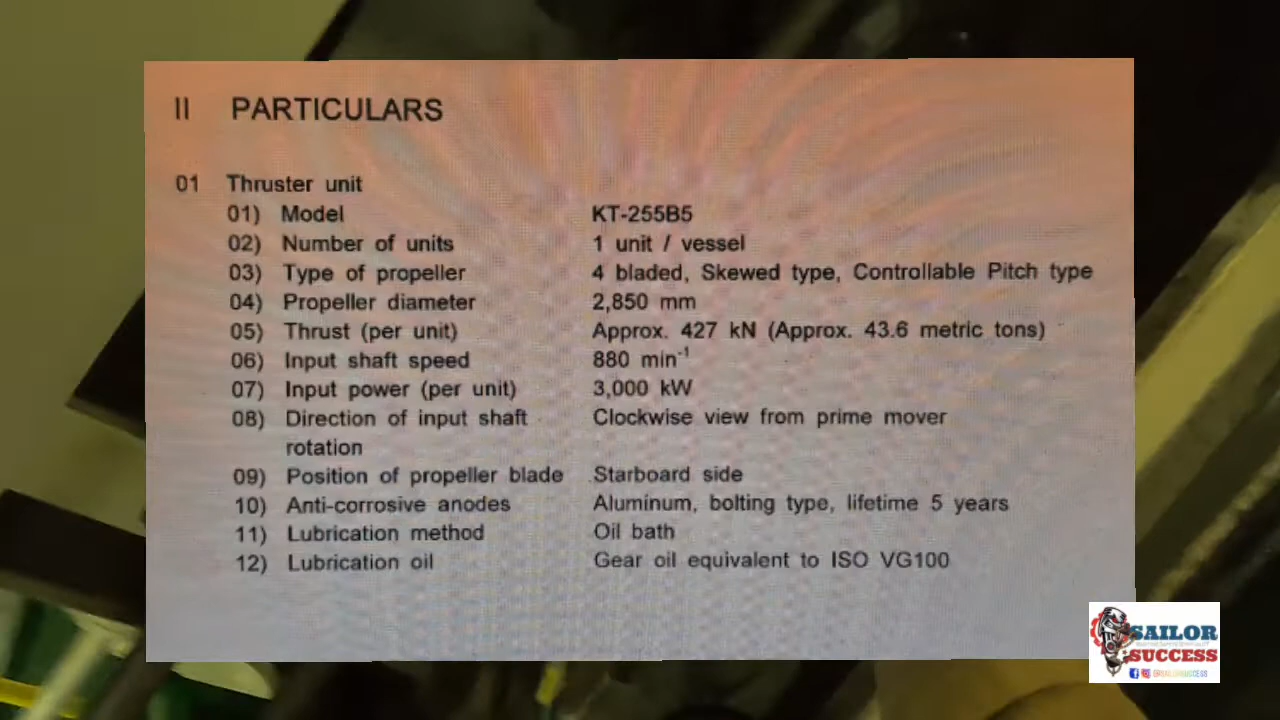 II PARTICULARS
01 Thruster unit
01) Model KT-255B5
02) Number of units 1 unit / vessel
03) Type of propeller 4 bladed, Skewed type, Controllable Pitch type
04) Propeller diameter 2,850 mm
05) Thrust (per unit) Approx. 427 kN (Approx. 43.6 metric tons)
06) Input shaft speed 880 min⁻¹
07) Input power (per unit) 3,000 kW
08) Direction of input shaft Clockwise view from prime mover
rotation
09) Position of propeller blade Starboard side
10) Anti-corrosive anodes Aluminum, bolting type, lifetime 5 years
11) Lubrication method Oil bath
12) Lubrication oil Gear oil equivalent to ISO VG100
SAILOR
SUCCESS